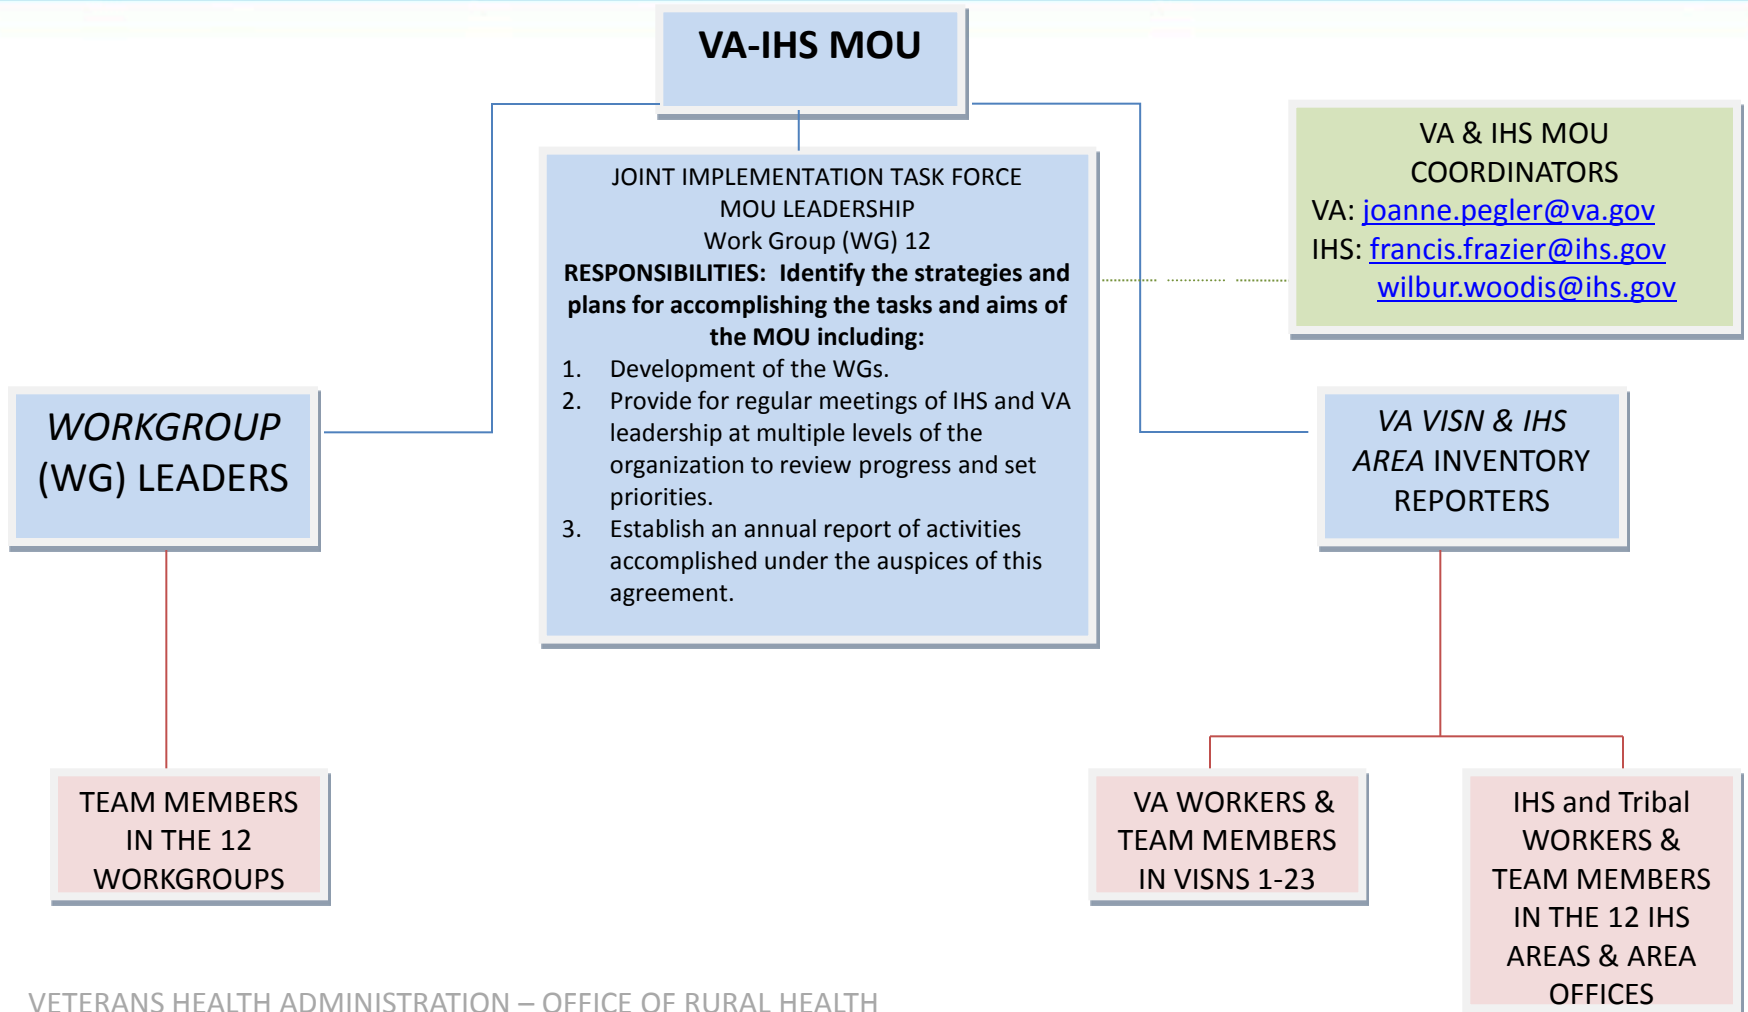 VA-IHS MOU
VA & IHS MOU
COORDINATORS
VA: joanne.pegler@va.gov
IHS: francis.frazier@ihs.gov
wilbur.woodis@ihs.gov
JOINT IMPLEMENTATION TASK FORCE
MOU LEADERSHIP
Work Group (WG) 12
RESPONSIBILITIES: Identify the strategies and
plans for accomplishing the tasks and aims of
the MOU including:
1. Development of the WGs.
2. Provide for regular meetings of IHS and VA
leadership at multiple levels of the
organization to review progress and set
priorities.
3. Establish an annual report of activities
accomplished under the auspices of this
agreement.
WORKGROUP
(WG) LEADERS
VA VISN & IHS
AREA INVENTORY
REPORTERS
TEAM MEMBERS
IN THE 12
WORKGROUPS
VA WORKERS &
TEAM MEMBERS
IN VISNS 1-23
IHS and Tribal
WORKERS &
TEAM MEMBERS
IN THE 12 IHS
AREAS & AREA
OFFICES
VETERANS HEALTH ADMINISTRATION – OFFICE OF RURAL HEALTH